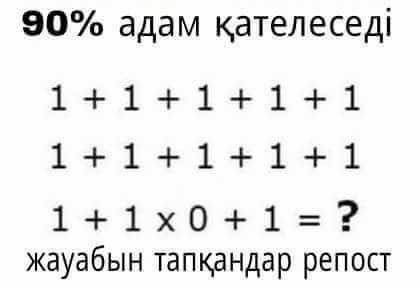 90% адам қателеседі
1 + 1 + 1 + 1 + 1
1 + 1 + 1 + 1 + 1
1 + 1 x 0 + 1 = ?
жауабын тапқандар репост